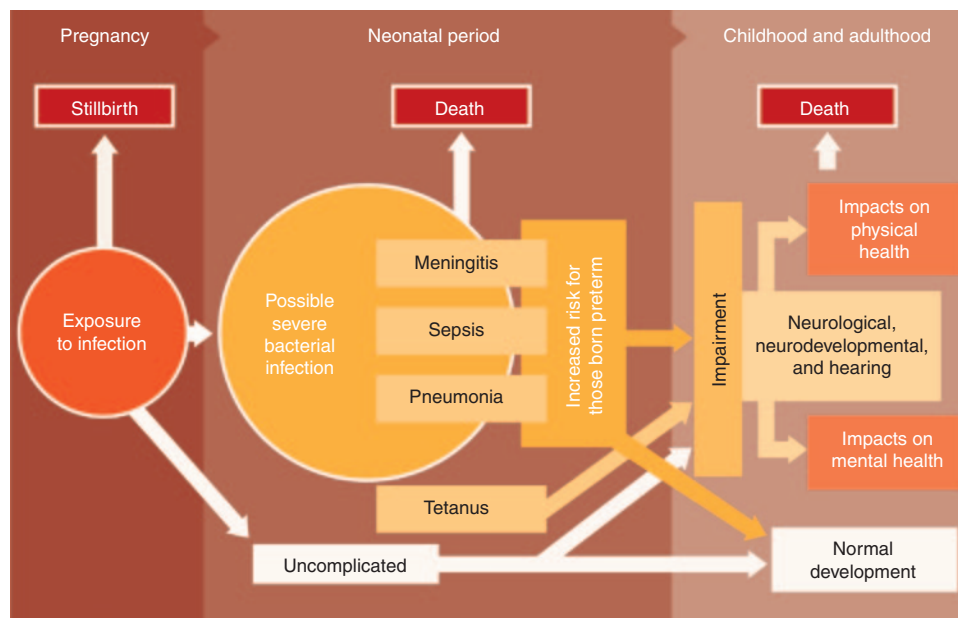 Pregnancy
Neonatal period
Childhood and adulthood
Stillbirth
Death
Death
Exposure
to infection
Possible
severe
bacterial
infection
Meningitis
Sepsis
Pneumonia
Tetanus
Uncomplicated
Increased risk for
those born preterm
Impairment
Impacts on
physical
health
Neurological,
neurodevelopmental,
and hearing
Impacts on
mental health
Normal
development